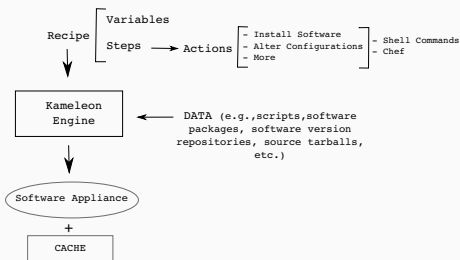 Variables
Recipe
Steps
Actions
- Install Software
- Alter Configurations
- More
- Shell Commands
- Chef
Kameleon
Engine
DATA (e.g.,scripts,software
packages, software version
repositories, source tarballs,
etc.)
Software Appliance
+
CACHE